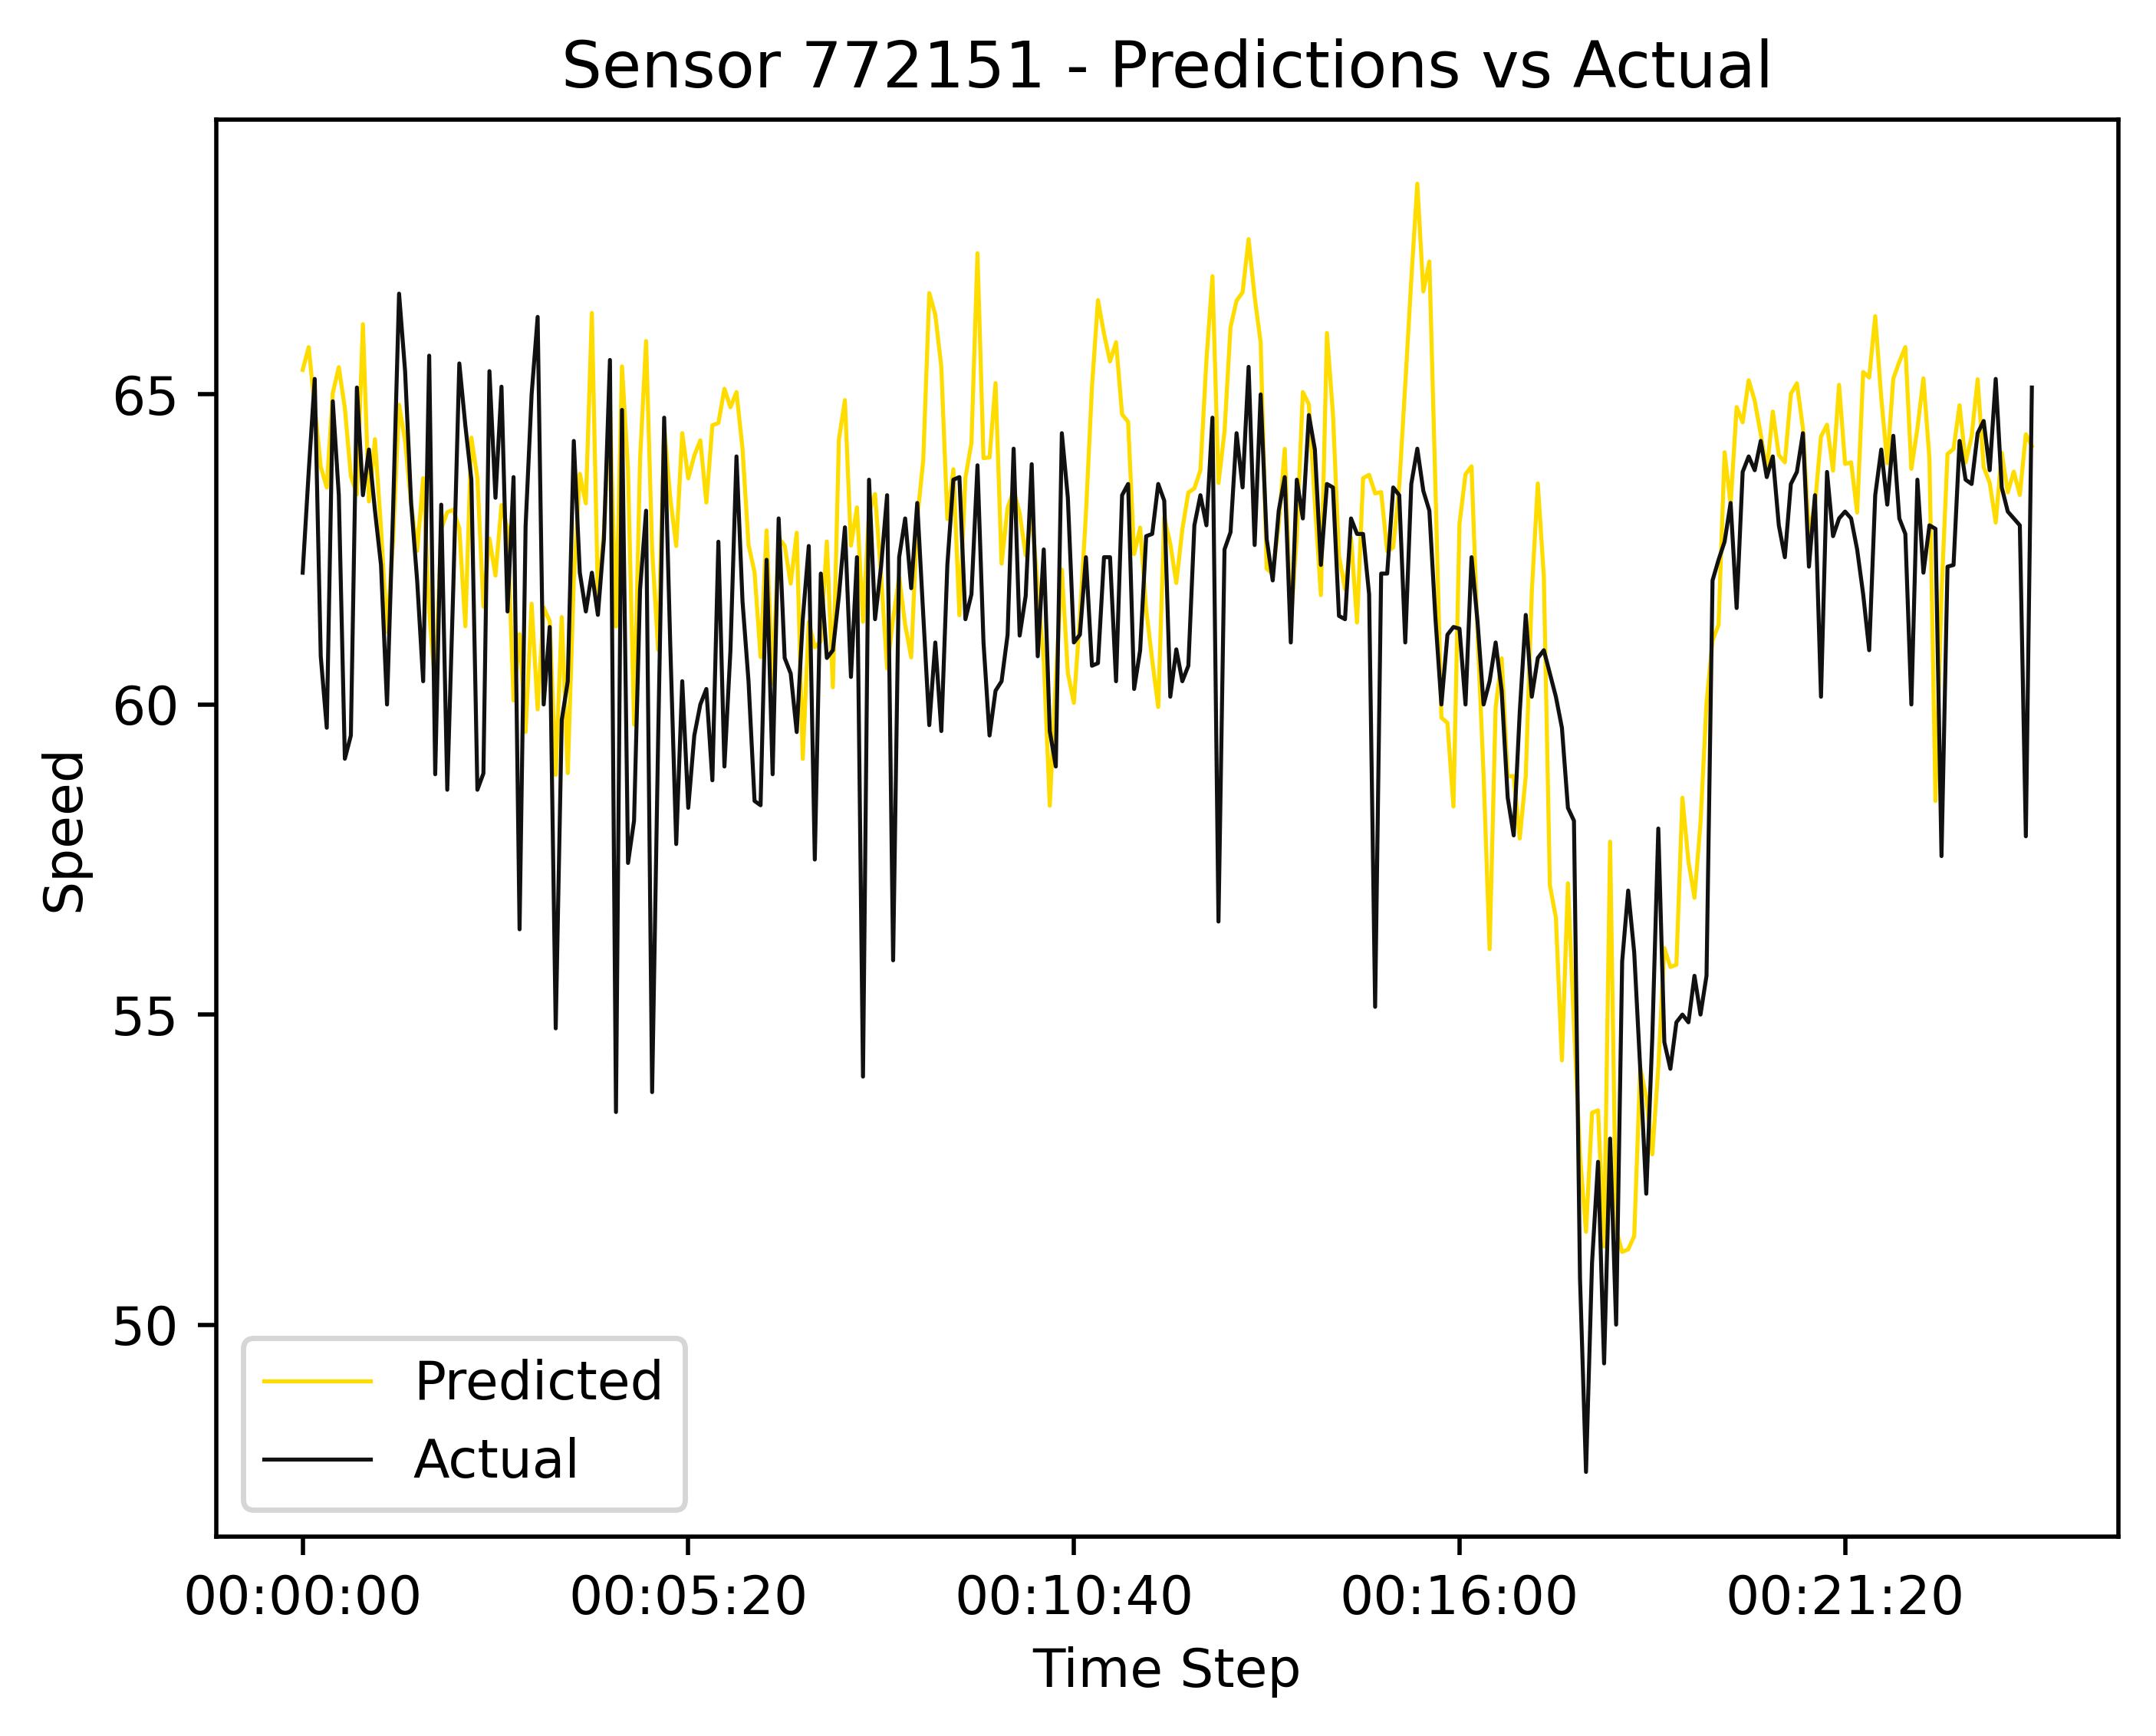 Sensor 772151 - Predictions vs Actual
65
60
55
50
Speed
Predicted
Actual
00:00:00 00:05:20 00:10:40 00:16:00 00:21:20
Time Step